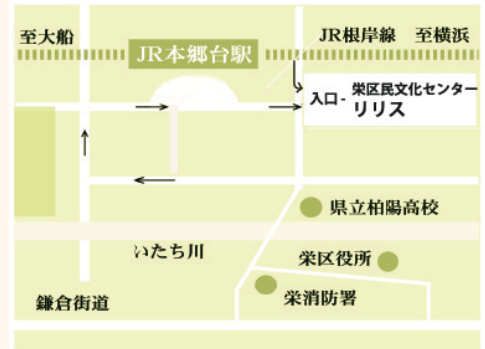 至大船
JR本郷台駅
JR根岸線 至横浜
入口-
栄区民文化センター
リリス
県立柏陽高校
いたち川
栄区役所
栄消防署
鎌倉街道